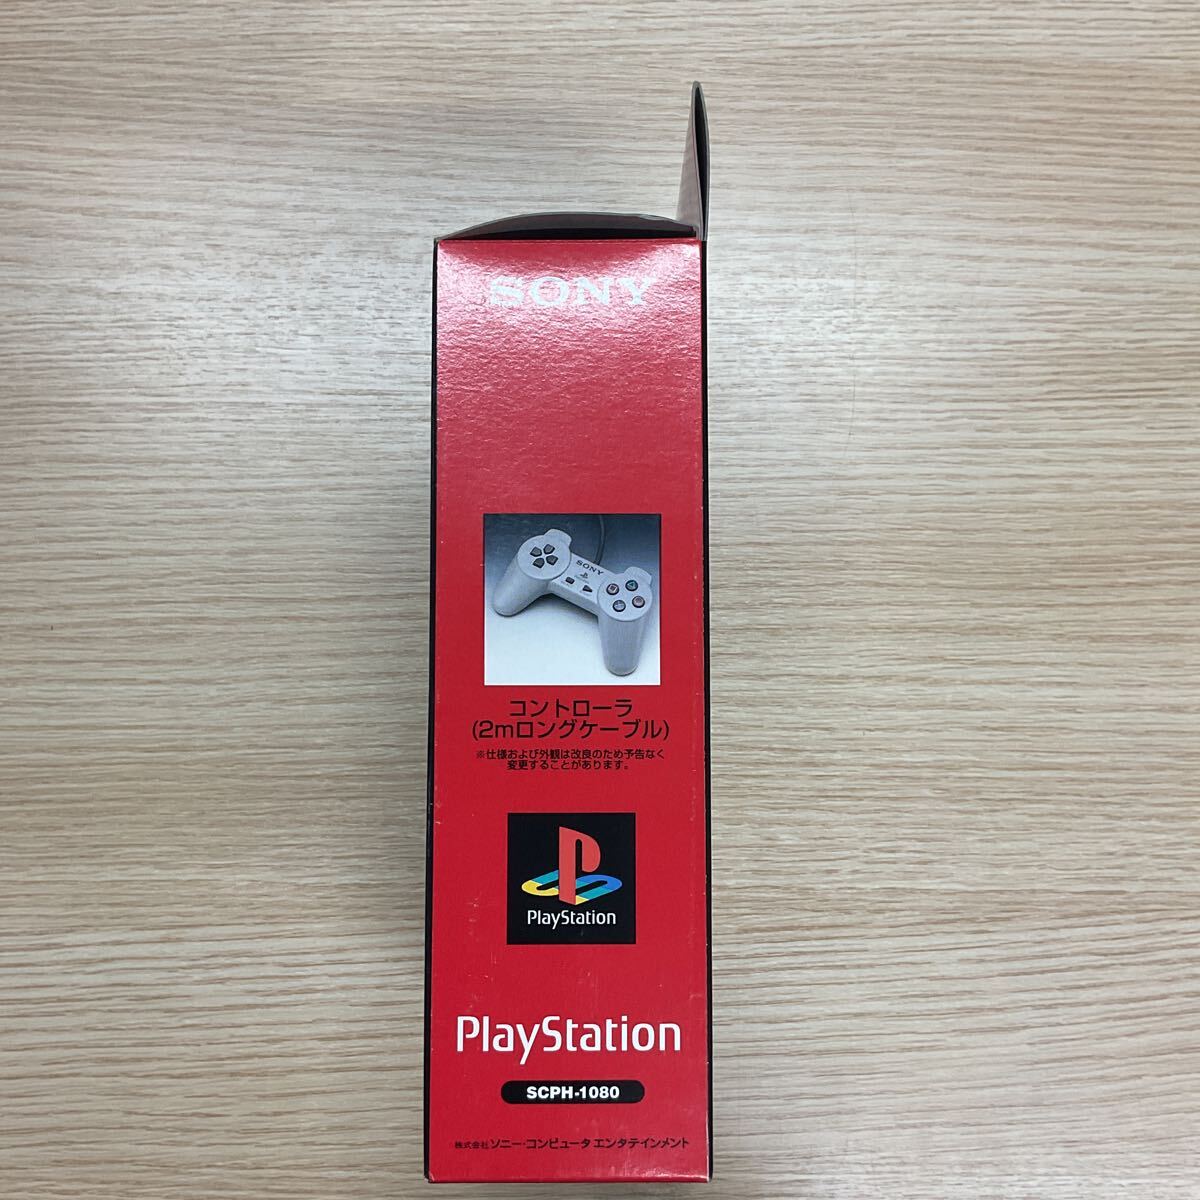 SONY
SONY
コントローラ
(2mロングケーブル)
※仕様および外観は改良のため予告なく
変更することがあります。
PlayStation
PlayStation
SCPH-1080
株式会社 ソニー・コンピュータ エンタテインメント